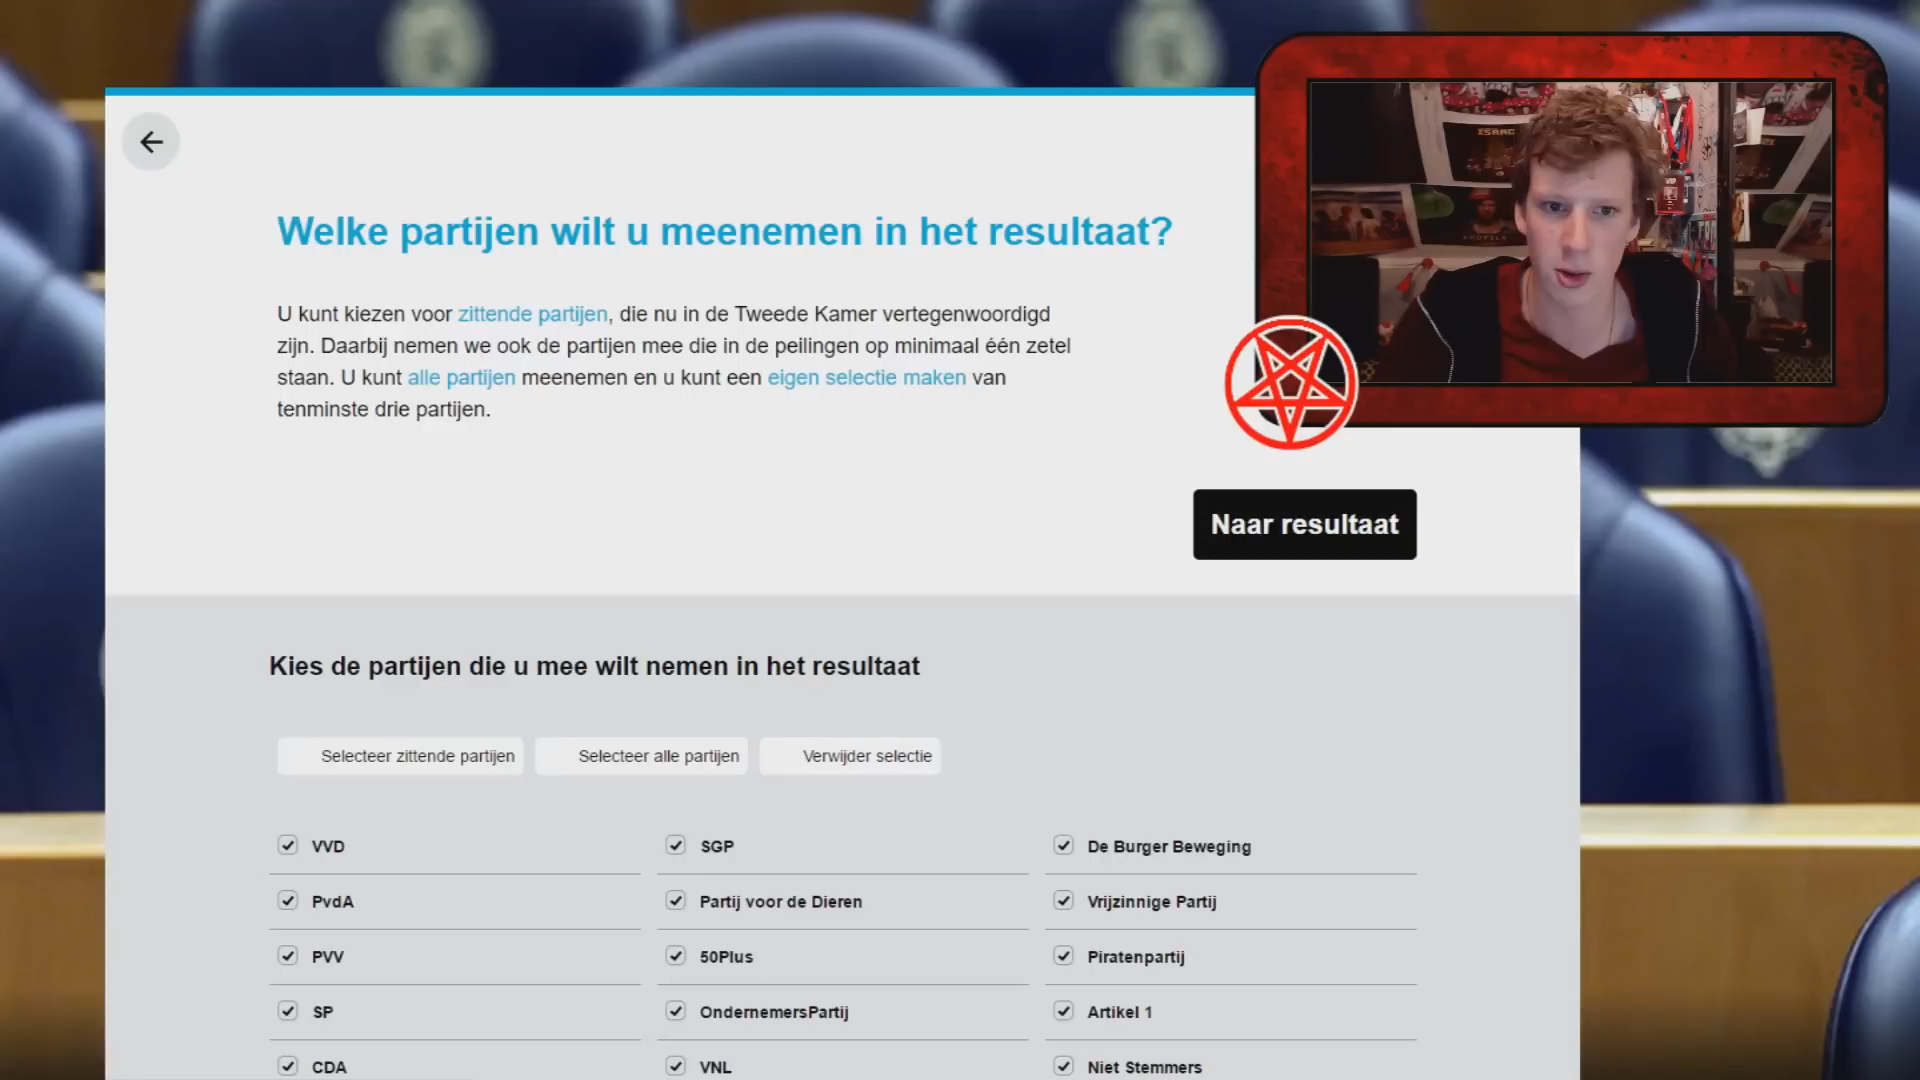 Welke partijen wilt u meenemen in het resultaat?
U kunt kiezen voor zittende partijen, die nu in de Tweede Kamer vertegenwoordigd
zijn. Daarbij nemen we ook de partijen mee die in de peilingen op minimaal één zetel
staan. U kunt alle partijen meenemen en u kunt een eigen selectie maken van
tenminste drie partijen.
ISAAC
VIP
Naar resultaat
Kies de partijen die u mee wilt nemen in het resultaat
Selecteer zittende partijen
Selecteer alle partijen
Verwijder selectie
VVD
SGP
De Burger Beweging
PvdA
Partij voor de Dieren
Vrijzinnige Partij
PVV
50Plus
Piratenpartij
SP
OndernemersPartij
Artikel 1
CDA
VNL
Niet Stemmers